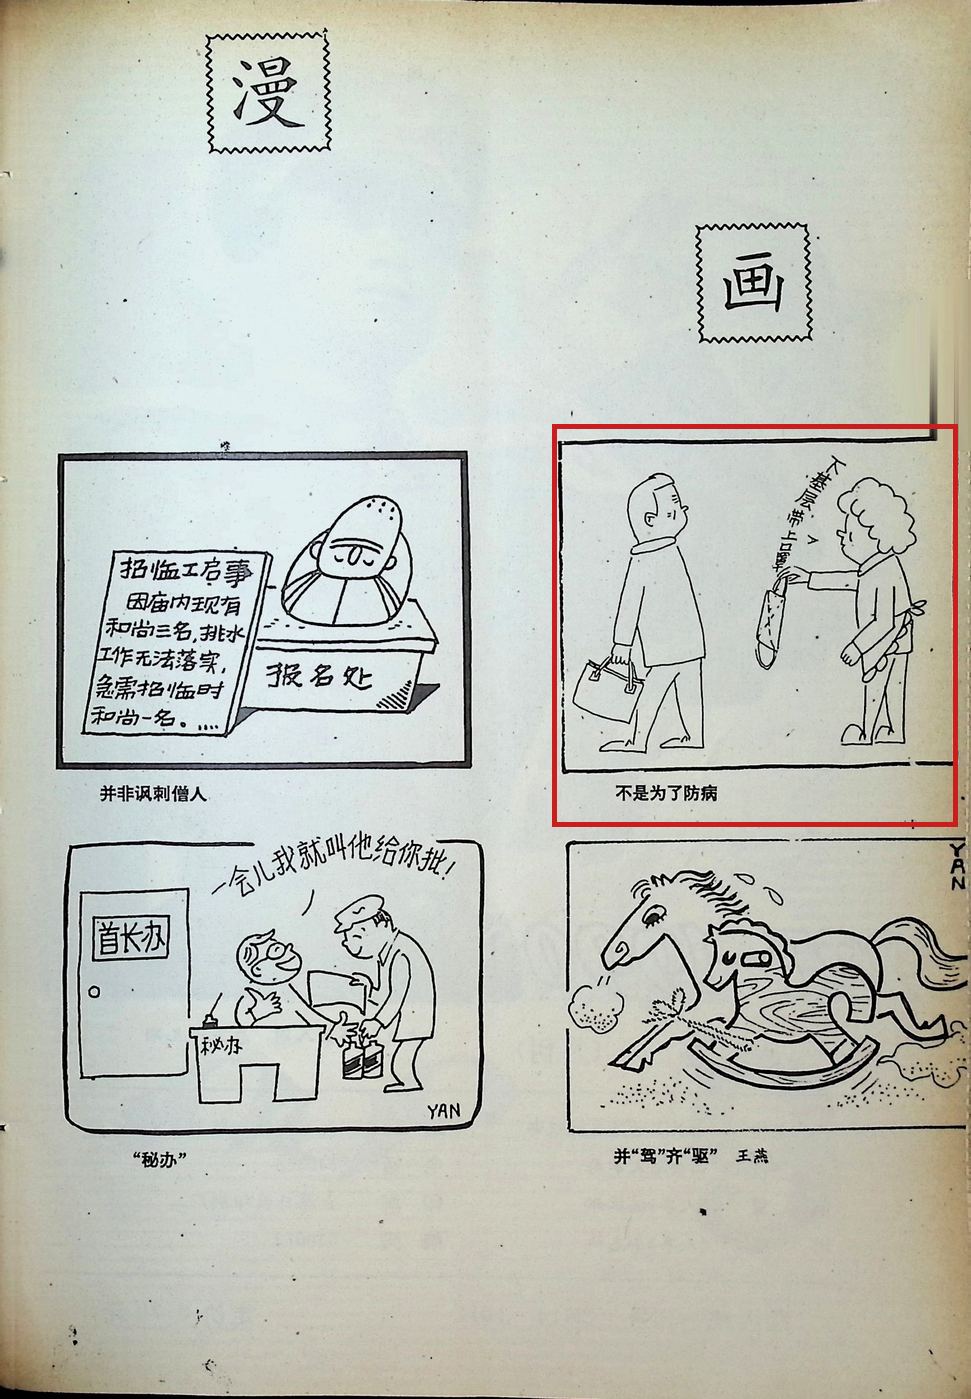 漫
画
招临工启事
因庙内现有
和尚三名,排水
工作无法落实,
急需招临时
和尚一名。....
报名处
并非讽刺僧人
下基层.带上口罩
不是为了防病
一会儿我就叫他给你批!
首长办
秘办
YAN
“秘办”
YAN
并“驾”齐“驱” 王燕